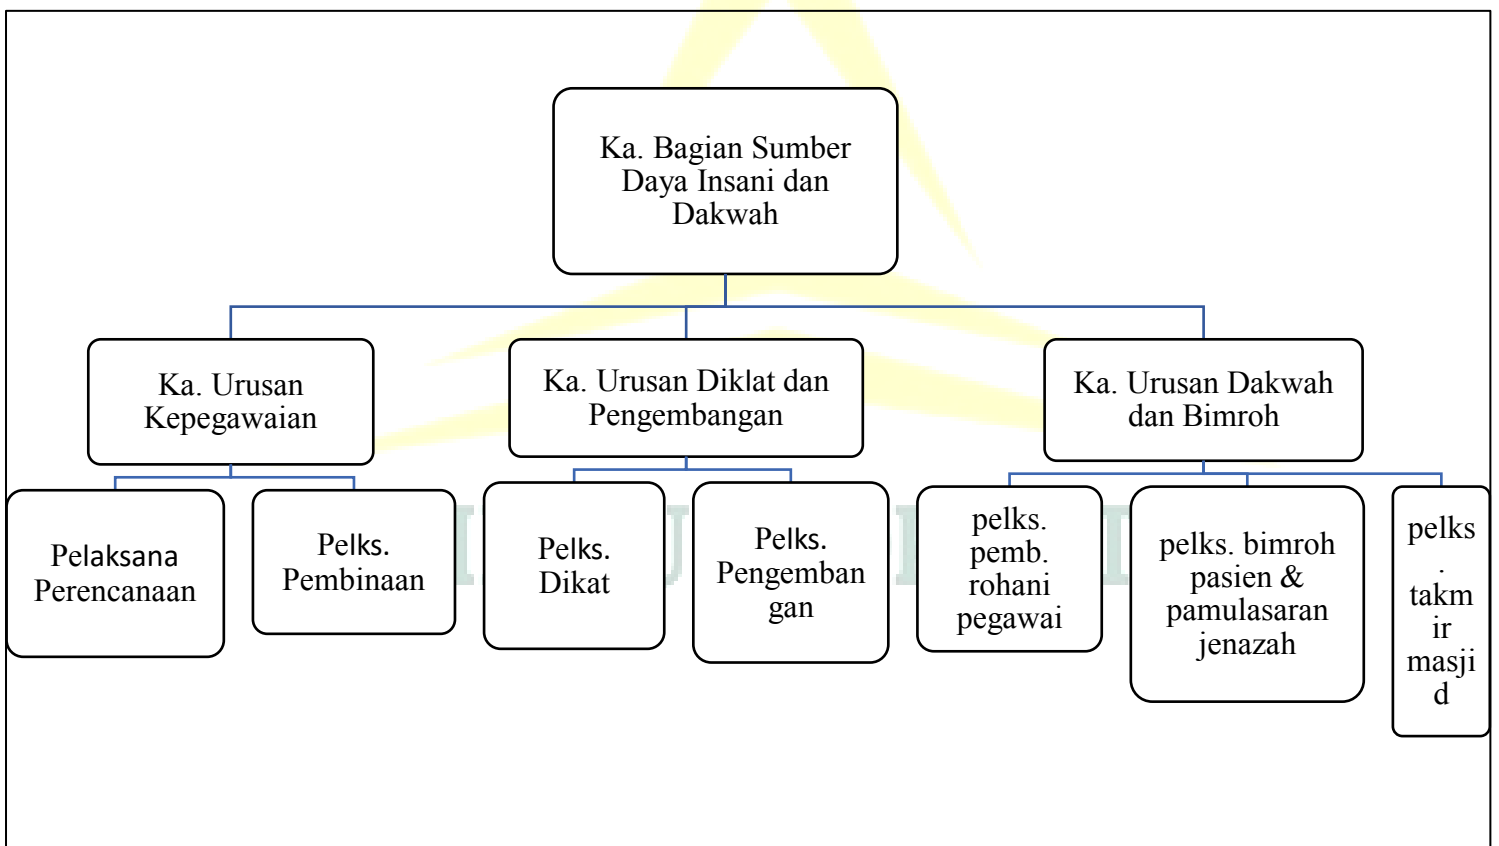 Ka. Bagian Sumber
Daya Insani dan
Dakwah
Ka. Urusan
Kepegawaian
Ka. Urusan Diklat dan
Pengembangan
Ka. Urusan Dakwah
dan Bimroh
Pelaksana
Perencanaan
Pelks.
Pembinaan
Pelks.
Dikat
Pelks.
Pengemban
gan
pelks.
pemb.
rohani
pegawai
pelks. bimroh
pasien &
pamulasaran
jenazah
pelks
.
takm
ir
masji
d